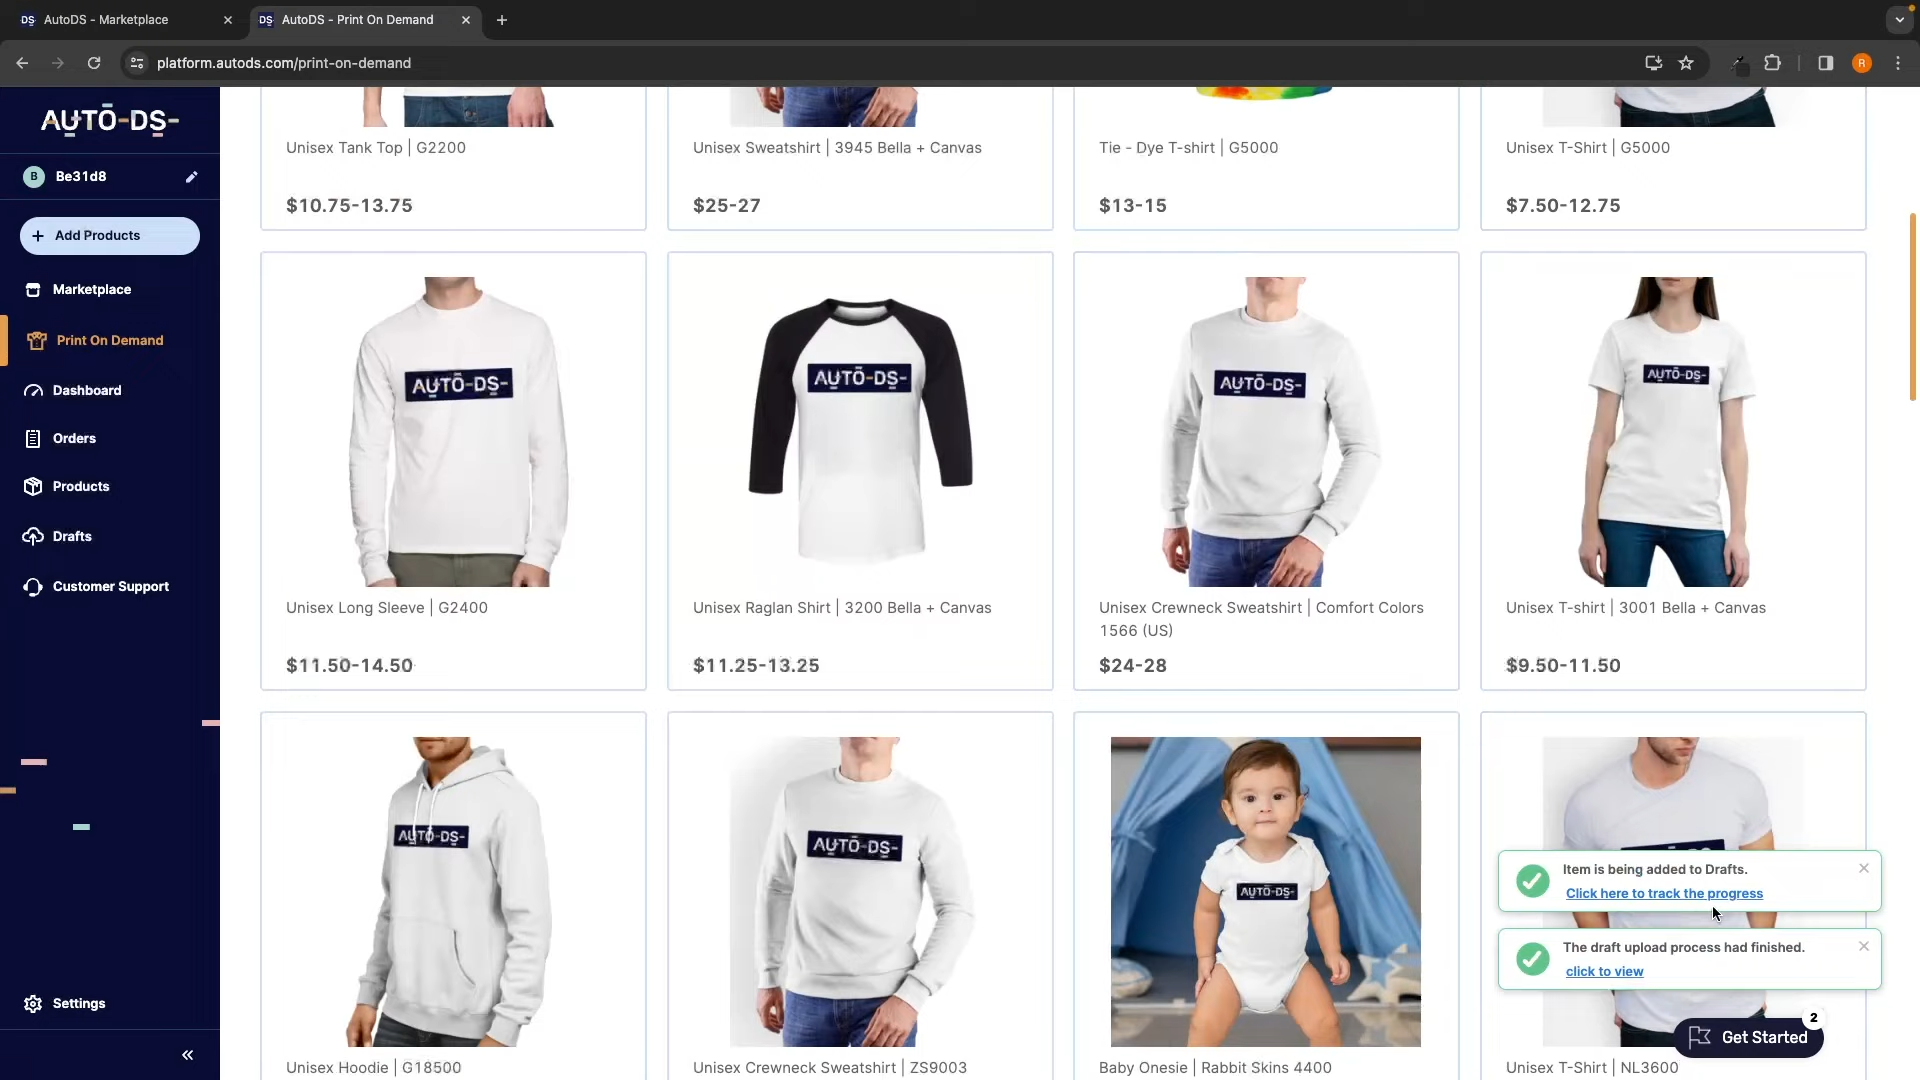 AutoDS - Marketplace
AutoDS - Print On Demand
platform.autods.com/print-on-demand
R
AUTO-DS-
B Be31d8
+ Add Products
Marketplace
Print On Demand
Dashboard
Orders
Products
Drafts
Customer Support
Settings
Unisex Tank Top | G2200
$10.75-13.75
Unisex Sweatshirt | 3945 Bella + Canvas
$25-27
Tie - Dye T-shirt | G5000
$13-15
Unisex T-Shirt | G5000
$7.50-12.75
AUTO-DS-
Unisex Long Sleeve | G2400
$11.50-14.50
AUTO-DS-
Unisex Raglan Shirt | 3200 Bella + Canvas
$11.25-13.25
AUTO-DS-
Unisex Crewneck Sweatshirt | Comfort Colors
1566 (US)
$24-28
AUTO-DS-
Unisex T-shirt | 3001 Bella + Canvas
$9.50-11.50
AUTO-DS-
Unisex Hoodie | G18500
AUTO-DS-
Unisex Crewneck Sweatshirt | ZS9003
AUTO-DS-
Baby Onesie | Rabbit Skins 4400
Unisex T-Shirt | NL3600
Item is being added to Drafts.
Click here to track the progress
The draft upload process had finished.
click to view
2
Get Started